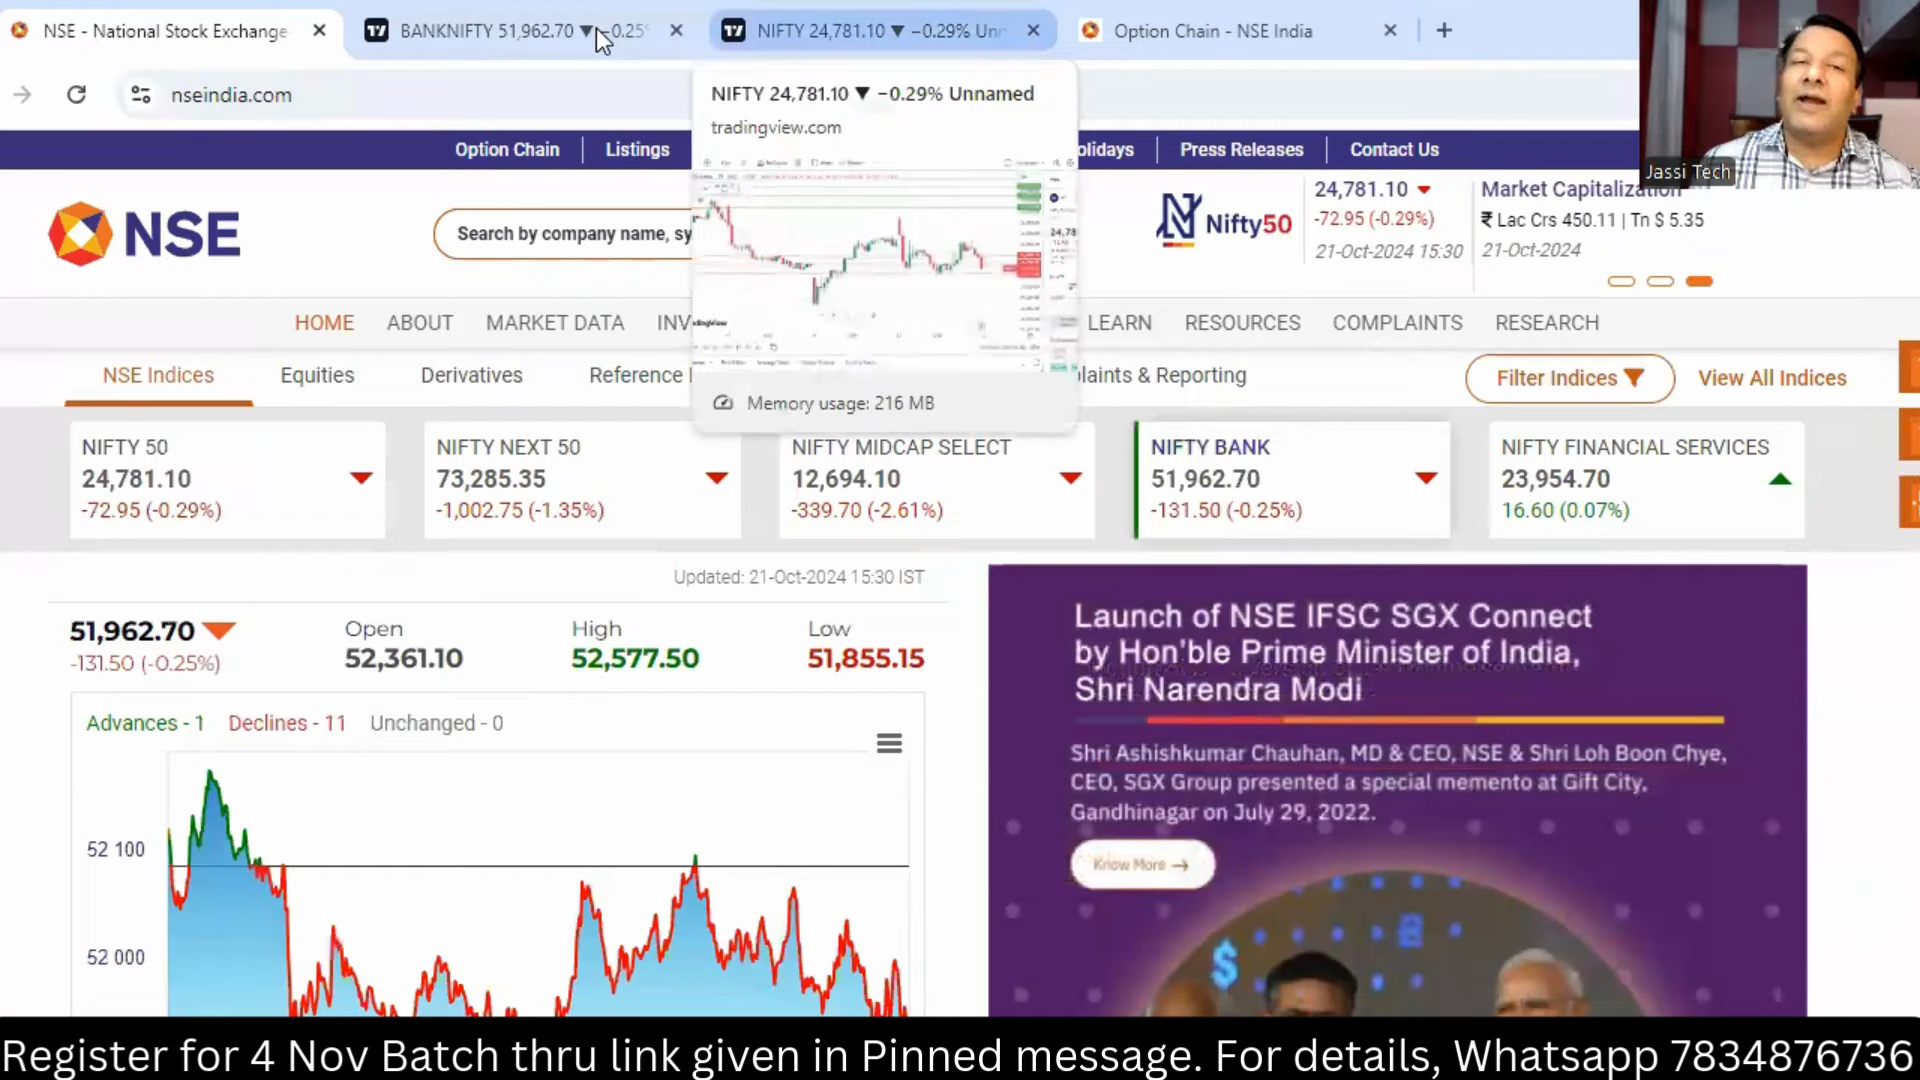 NSE - National Stock Exchange
BANKNIFTY 51,962.70 ▼ −0.25%
NIFTY 24,781.10 ▼ −0.29% Unn
Option Chain - NSE India
nseindia.com
NIFTY 24,781.10 ▼ −0.29% Unnamed
tradingview.com
Memory usage: 216 MB
Option Chain
Listings
olidays
Press Releases
Contact Us
Jassi Tech
NSE
Search by company name, sy
Nifty50
24,781.10
-72.95 (-0.29%)
21-Oct-2024 15:30
Market Capitalization
₹ Lac Crs 450.11 | Tn $ 5.35
21-Oct-2024
HOME
ABOUT
MARKET DATA
INV
LEARN
RESOURCES
COMPLAINTS
RESEARCH
NSE Indices
Equities
Derivatives
Reference
laints & Reporting
Filter Indices
View All Indices
NIFTY 50
24,781.10
-72.95 (-0.29%)
NIFTY NEXT 50
73,285.35
-1,002.75 (-1.35%)
NIFTY MIDCAP SELECT
12,694.10
-339.70 (-2.61%)
NIFTY BANK
51,962.70
-131.50 (-0.25%)
NIFTY FINANCIAL SERVICES
23,954.70
16.60 (0.07%)
Updated: 21-Oct-2024 15:30 IST
51,962.70
-131.50 (-0.25%)
Open
52,361.10
High
52,577.50
Low
51,855.15
Advances - 1
Declines - 11
Unchanged - 0
52 100
52 000
Launch of NSE IFSC SGX Connect
by Hon'ble Prime Minister of India,
Shri Narendra Modi
Shri Ashishkumar Chauhan, MD & CEO, NSE & Shri Loh Boon Chye,
CEO, SGX Group presented a special memento at Gift City,
Gandhinagar on July 29, 2022.
Know More →
Register for 4 Nov Batch thru link given in Pinned message. For details, Whatsapp 7834876736